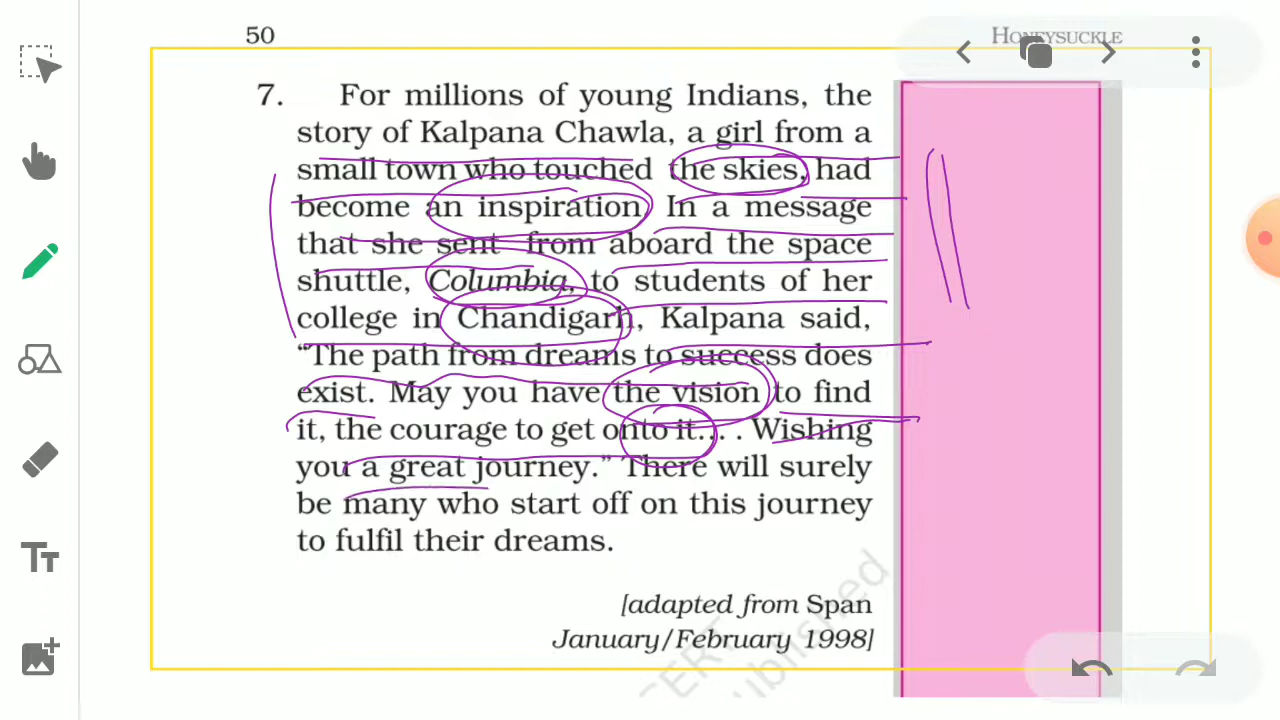 50 HONEYSUCKLE
7. For millions of young Indians, the
story of Kalpana Chawla, a girl from a
small town who touched the skies, had
become an inspiration. In a message
that she sent from aboard the space
shuttle, Columbia, to students of her
college in Chandigarh, Kalpana said,
“The path from dreams to success does
exist. May you have the vision to find
it, the courage to get onto it... . Wishing
you a great journey.” There will surely
be many who start off on this journey
to fulfil their dreams.
[adapted from Span
January/February 1998]
Tт